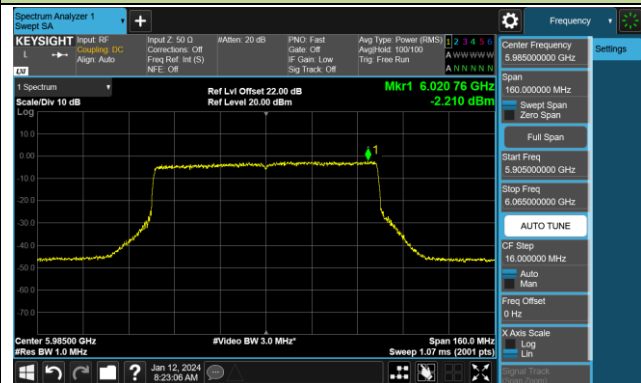 Spectrum Analyzer 1
Swept SA
+
Frequency
KEYSIGHT
L
LXI
Input: RF
Coupling: DC
Align: Auto
Input Z: 50 Ω
Corrections: Off
Freq Ref: Int (S)
NFE: Off
#Atten: 20 dB
PNO: Fast
Gate: Off
IF Gain: Low
Sig Track: Off
Avg Type: Power (RMS)
Avg|Hold: 100/100
Trig: Free Run
1 2 3 4 5 6
A W W W W W
A N N N N N
1 Spectrum
Scale/Div 10 dB
Log
Ref Lvl Offset 22.00 dB
Ref Level 20.00 dBm
Mkr1 6.020 76 GHz
-2.210 dBm
10.0
0.00
-10.0
-20.0
-30.0
-40.0
-50.0
-60.0
-70.0
1
Center 5.98500 GHz
#Res BW 1.0 MHz
#Video BW 3.0 MHz*
Span 160.0 MHz
Sweep 1.07 ms (2001 pts)
Jan 12, 2024
8:23:06 AM
Center Frequency
5.985000000 GHz
Settings
Span
160.000000 MHz
Swept Span
Zero Span
Full Span
Start Freq
5.905000000 GHz
Stop Freq
6.065000000 GHz
AUTO TUNE
CF Step
16.000000 MHz
Auto
Man
Freq Offset
0 Hz
X Axis Scale
Log
Lin
Signal Track
(Span Zoom)